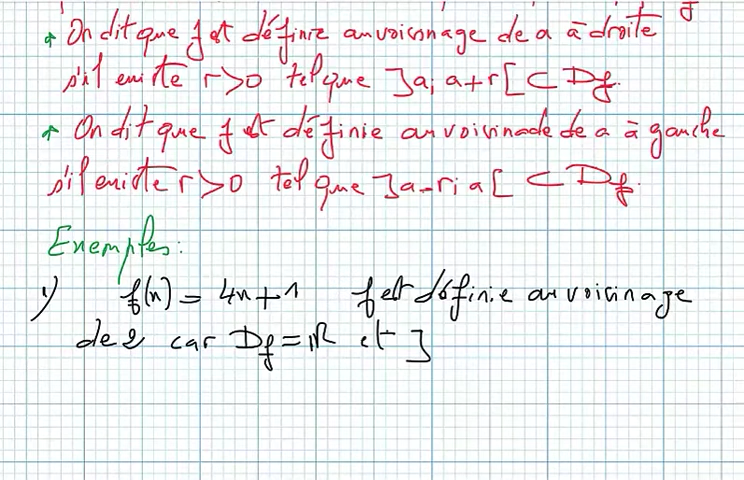 * On dit que f est définie au voisinage de a à droite
s'il existe r>0 tel que ]a; a+r[ ⊂ Df.
* On dit que f est définie au voisinade de a à gauche
s'il existe r>0 tel que ]a-r; a[ ⊂ Df.
Exemples:
1) f(x) = 4x+1 f est définie au voisinage
de 2 car Df = ℝ et ]